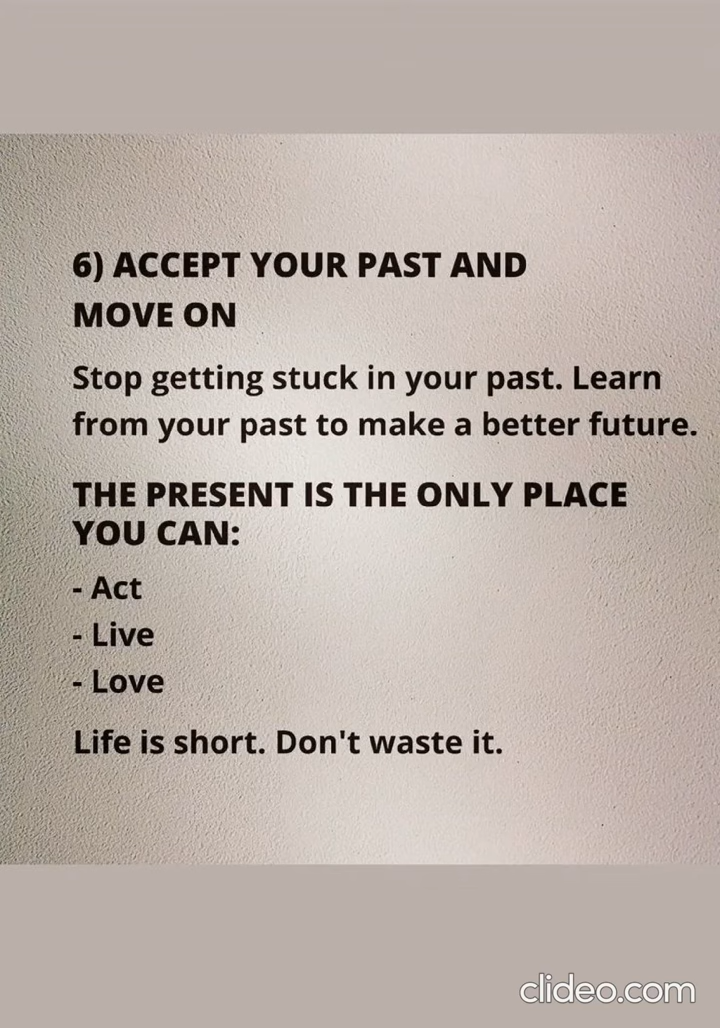 6) ACCEPT YOUR PAST AND
MOVE ON
Stop getting stuck in your past. Learn
from your past to make a better future.
THE PRESENT IS THE ONLY PLACE
YOU CAN:
- Act
- Live
- Love
Life is short. Don't waste it.
clideo.com